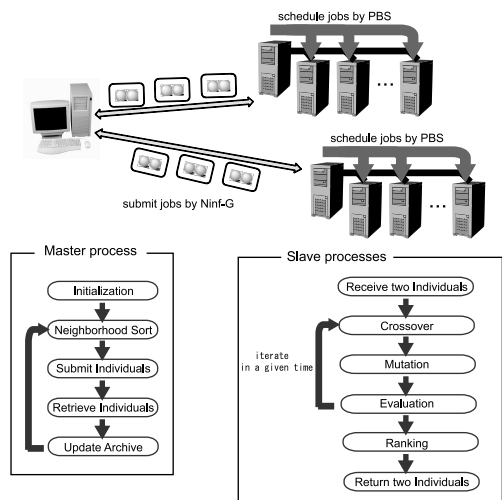 schedule jobs by PBS
...
schedule jobs by PBS
...
submit jobs by Ninf-G
Master process
Initialization
Neighborhood Sort
Submit Individuals
Retrieve Individuals
Update Archive
Slave processes
Receive two Individuals
Crossover
iterate
in a given time
Mutation
Evaluation
Ranking
Return two Individuals